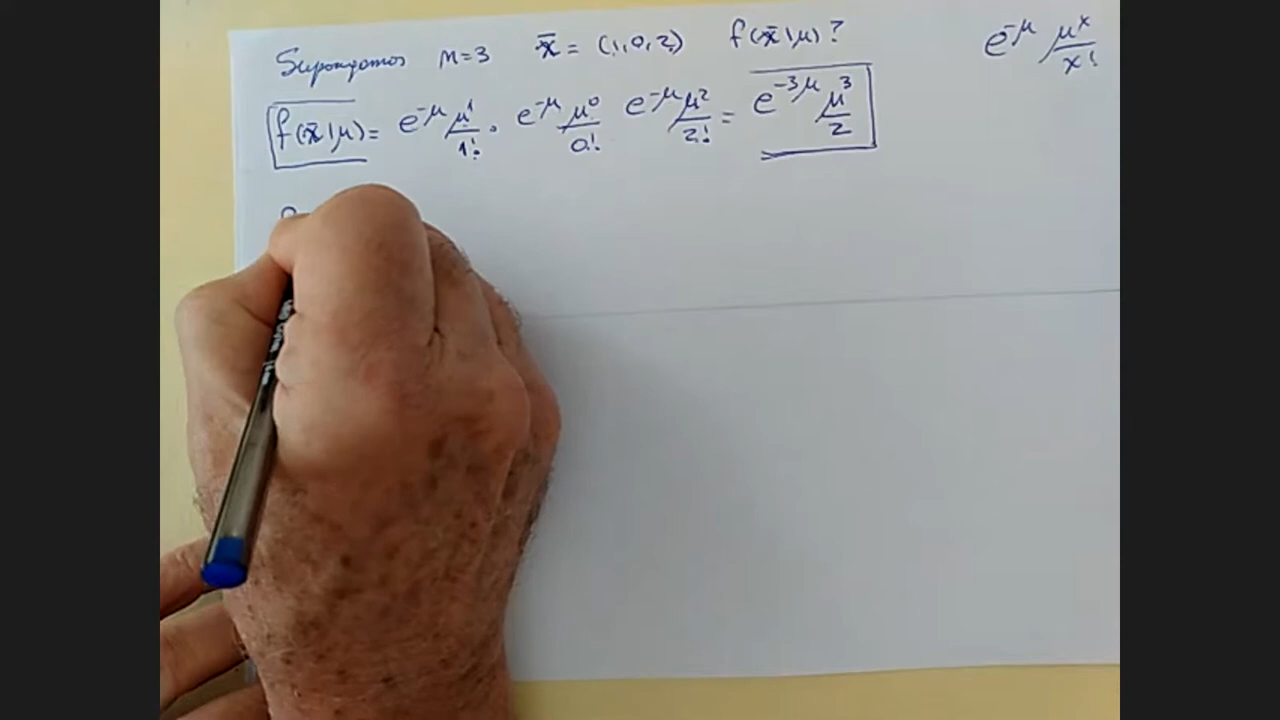 Supongamos n=3 x̄ = (1,0,2) f(x̄|μ)? e^-μ μ^x/x!
f(x̄|μ)= e^-μ μ^1/1! · e^-μ μ^0/0! e^-μ μ^2/2! = e^-3μ μ^3/2